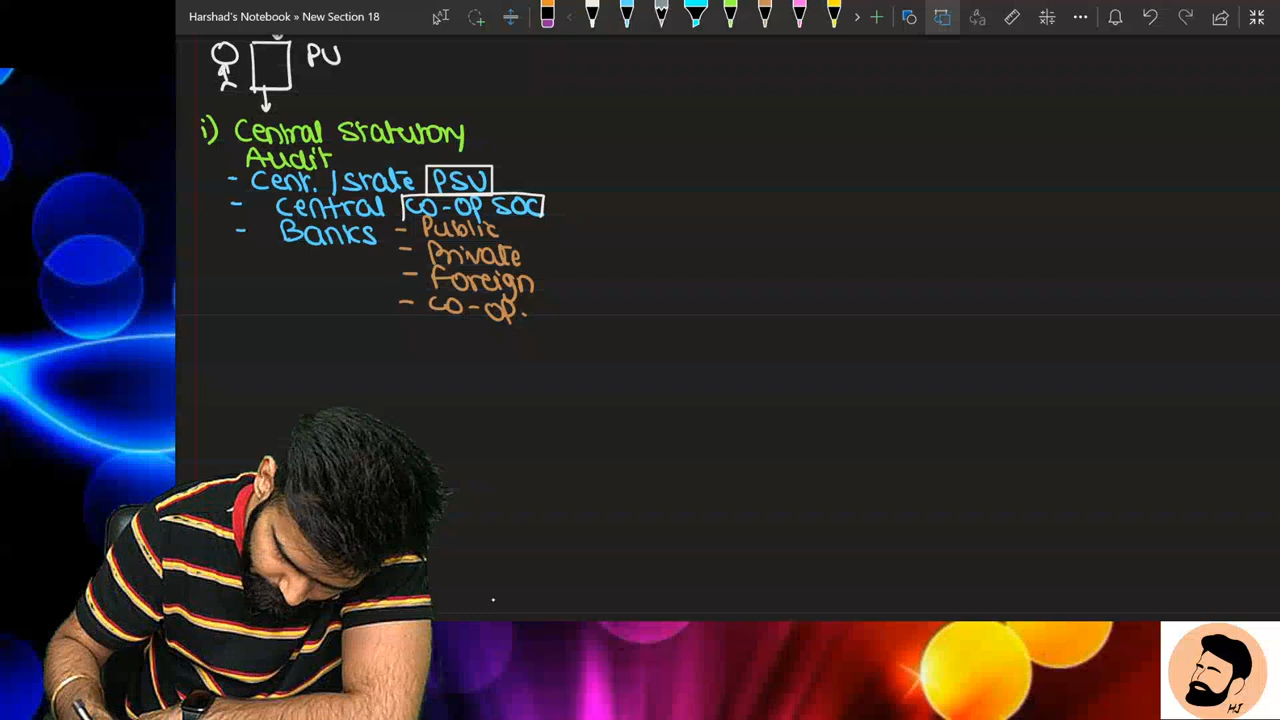 Harshad's Notebook » New Section 18
PU
i) Central Statutory
Audit
- Cent. / State PSU
- Central CO-OP SOC
- Banks - Public
- Private
- Foreign
- CO-OP.
HJ